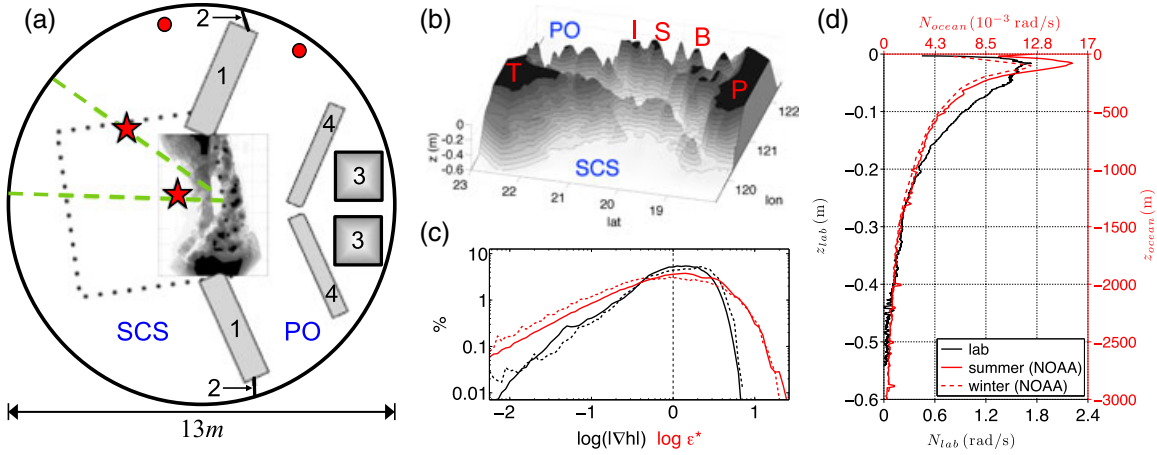 (a)
2
1
4
3
3
4
1
2
SCS
PO
13m
(b)
PO
I
S
B
T
P
SCS
z (m)
0
-0.2
-0.4
-0.6
23
22
21
20
19
lat
120
121
122
lon
(c)
%
10
1
0.1
0.01
−2
−1
0
1
log(|∇h|)
log ε*
(d)
N_ocean (10⁻³ rad/s)
0
4.3
8.5
12.8
17
z_lab (m)
0
−0.1
−0.2
−0.3
−0.4
−0.5
−0.6
0
−500
−1000
−1500
−2000
−2500
−3000
z_ocean (m)
lab
summer (NOAA)
winter (NOAA)
0
0.6
1.2
1.8
2.4
N_lab (rad/s)